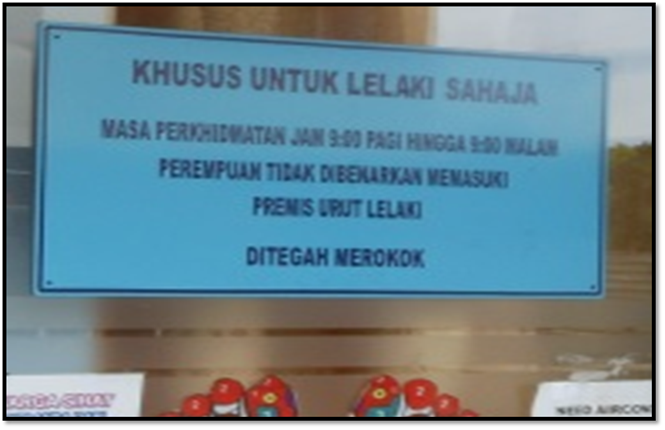 KHUSUS UNTUK LELAKI SAHAJA
MASA PERKHIDMATAN JAM 9:00 PAGI HINGGA 9:00 MALAM
PEREMPUAN TIDAK DIBENARKAN MEMASUKI
PREMIS URUT LELAKI
DITEGAH MEROKOK
NEED AIRCON